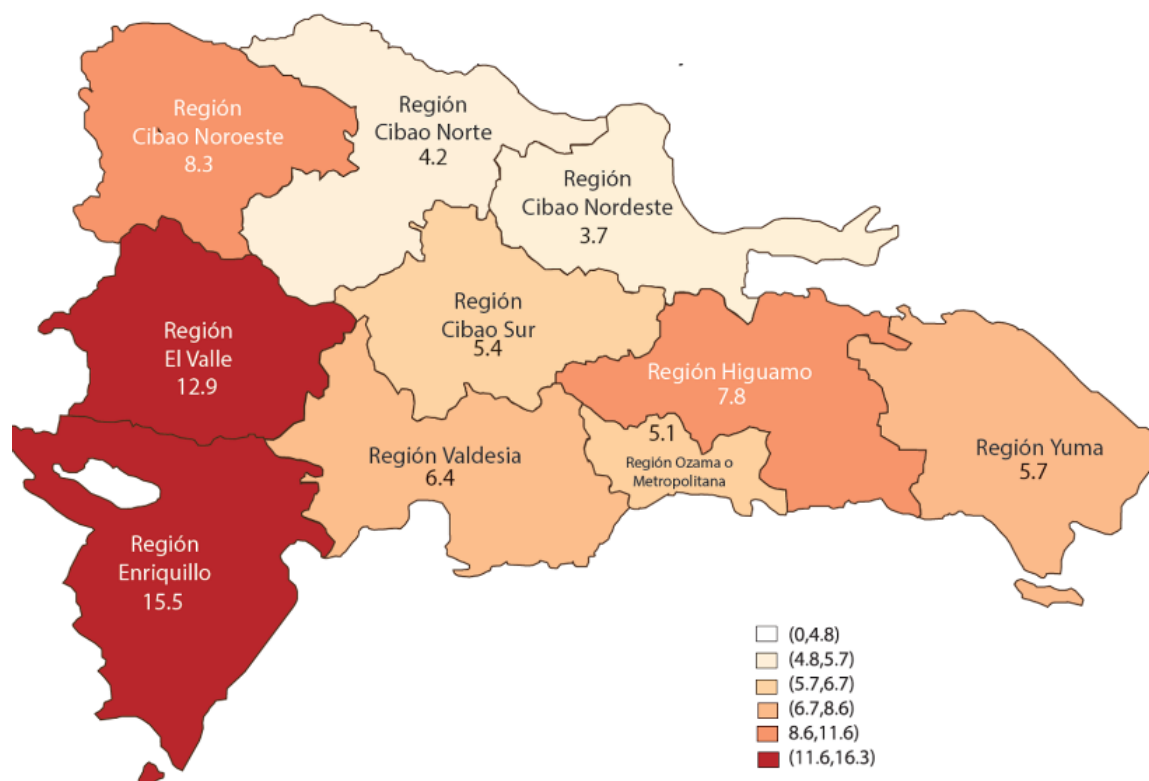 Región
Cibao Noroeste
8.3
Región
Cibao Norte
4.2
Región
Cibao Nordeste
3.7
Región
El Valle
12.9
Región
Cibao Sur
5.4
Región Higuamo
7.8
Región Valdesia
6.4
5.1
Región Ozama o
Metropolitana
Región Yuma
5.7
Región
Enriquillo
15.5
(0,4.8)
(4.8,5.7)
(5.7,6.7)
(6.7,8.6)
8.6,11.6)
(11.6,16.3)